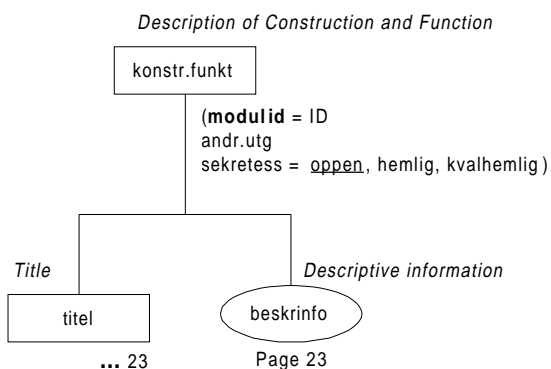 Description of Construction and Function
konstr.funkt
(modulid = ID
andr.utg
sekretess = oppen, hemlig, kvalhemlig)
Title
Descriptive information
titel
beskrinfo
... 23
Page 23